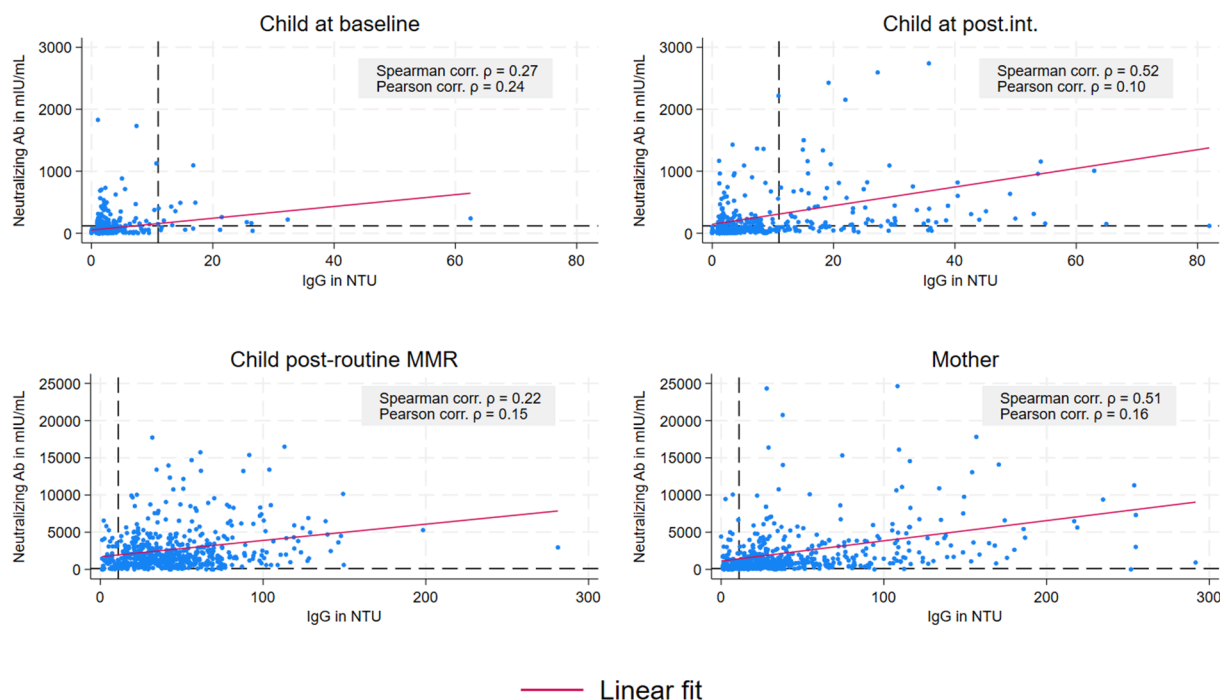 Child at baseline
Neutralizing Ab in mIU/mL
3000
2000
1000
0
Spearman corr. ρ = 0.27
Pearson corr. ρ = 0.24
0 20 40 60 80
IgG in NTU
Child at post.int.
Neutralizing Ab in mIU/mL
3000
2000
1000
0
Spearman corr. ρ = 0.52
Pearson corr. ρ = 0.10
0 20 40 60 80
IgG in NTU
Child post-routine MMR
Neutralizing Ab in mIU/mL
25000
20000
15000
10000
5000
0
Spearman corr. ρ = 0.22
Pearson corr. ρ = 0.15
0 100 200 300
IgG in NTU
Mother
Neutralizing Ab in mIU/mL
25000
20000
15000
10000
5000
0
Spearman corr. ρ = 0.51
Pearson corr. ρ = 0.16
0 100 200 300
IgG in NTU
Linear fit